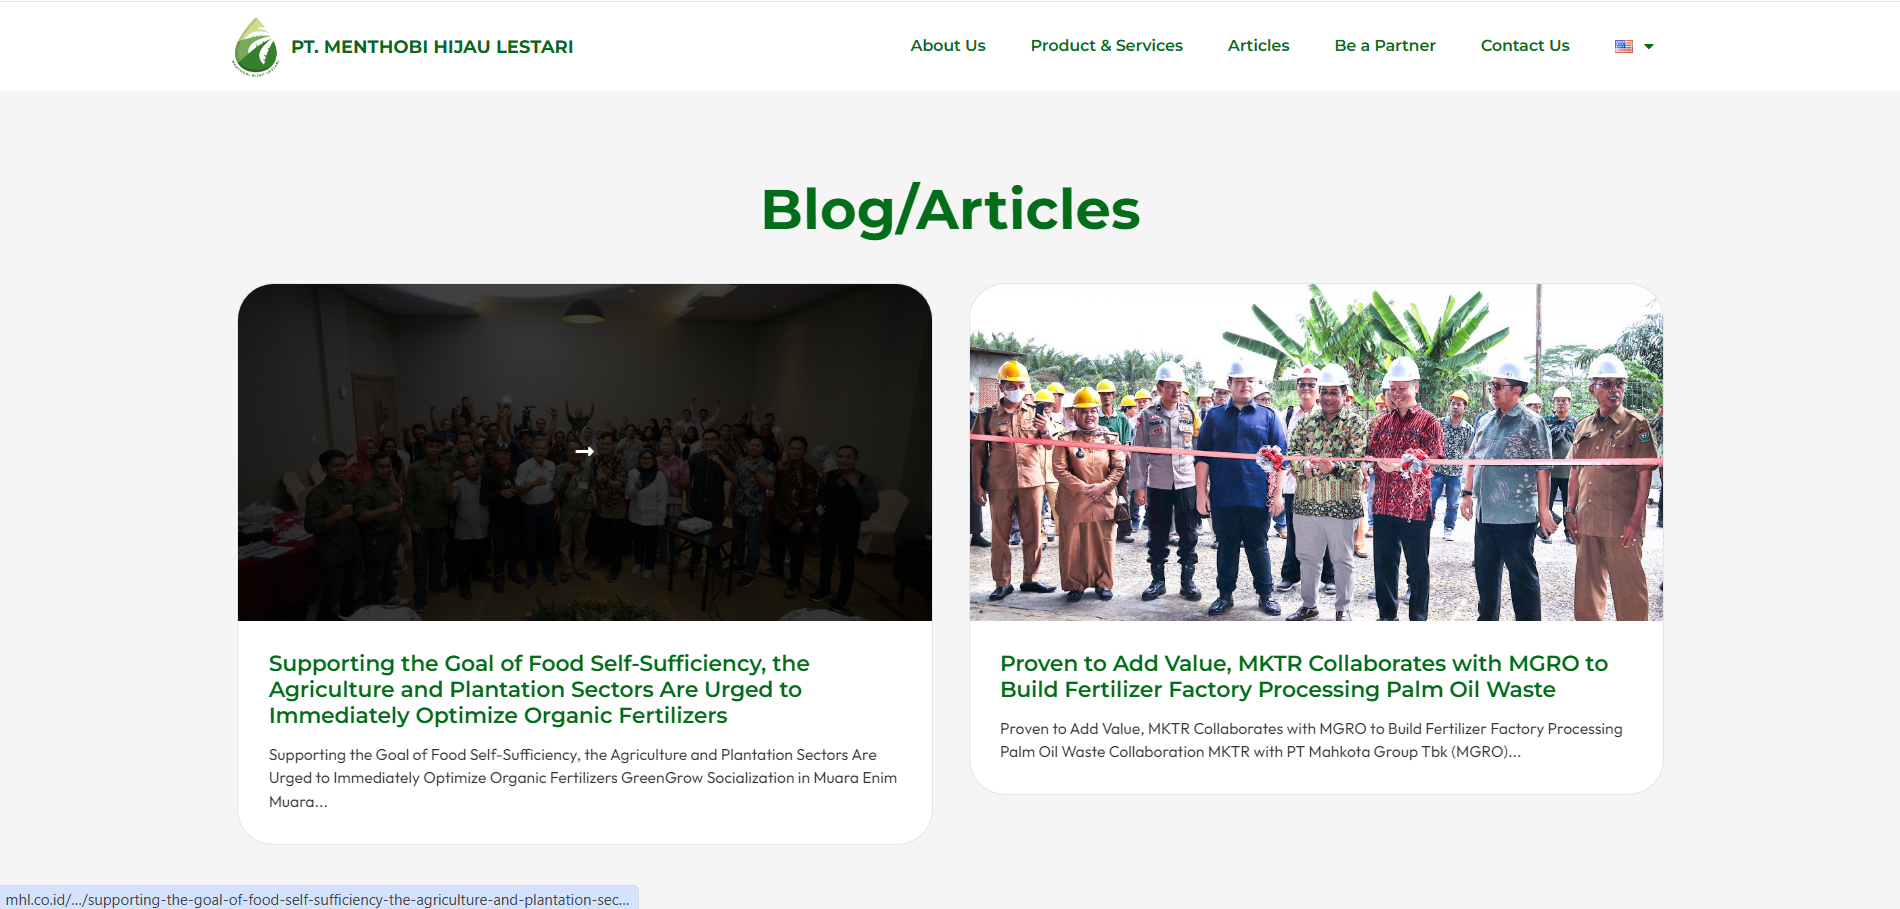 PT. MENTHOBI HIJAU LESTARI
About Us
Product & Services
Articles
Be a Partner
Contact Us
Blog/Articles
Supporting the Goal of Food Self-Sufficiency, the
Agriculture and Plantation Sectors Are Urged to
Immediately Optimize Organic Fertilizers
Supporting the Goal of Food Self-Sufficiency, the Agriculture and Plantation Sectors Are
Urged to Immediately Optimize Organic Fertilizers GreenGrow Socialization in Muara Enim
Muara...
Proven to Add Value, MKTR Collaborates with MGRO to
Build Fertilizer Factory Processing Palm Oil Waste
Proven to Add Value, MKTR Collaborates with MGRO to Build Fertilizer Factory Processing
Palm Oil Waste Collaboration MKTR with PT Mahkota Group Tbk (MGRO)...
mhl.co.id/.../supporting-the-goal-of-food-self-sufficiency-the-agriculture-and-plantation-sec...